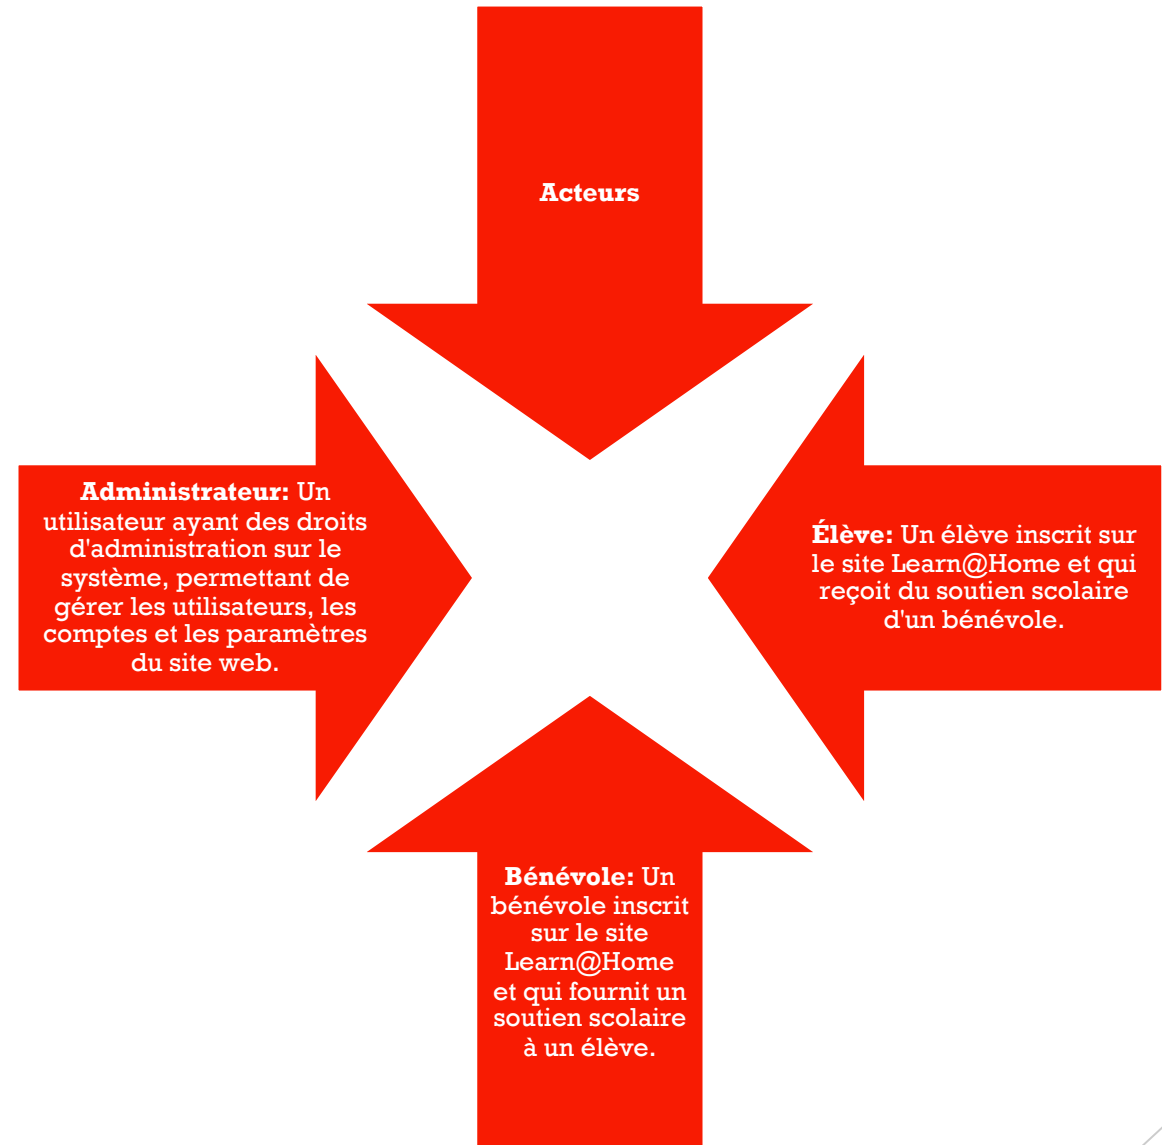 Acteurs
Administrateur: Un
utilisateur ayant des droits
d'administration sur le
système, permettant de
gérer les utilisateurs, les
comptes et les paramètres
du site web.
Élève: Un élève inscrit sur
le site Learn@Home et qui
reçoit du soutien scolaire
d'un bénévole.
Bénévole: Un
bénévole inscrit
sur le site
Learn@Home
et qui fournit un
soutien scolaire
à un élève.